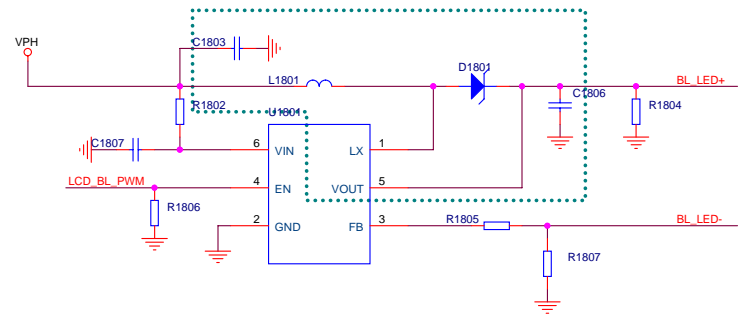 VPH
C1803
L1801
D1801
BL_LED+
R1802
U1801
C1806
R1804
C1807
6
VIN
LX
1
LCD_BL_PWM
4
EN
VOUT
5
R1806
2
GND
FB
3
R1805
BL_LED-
R1807